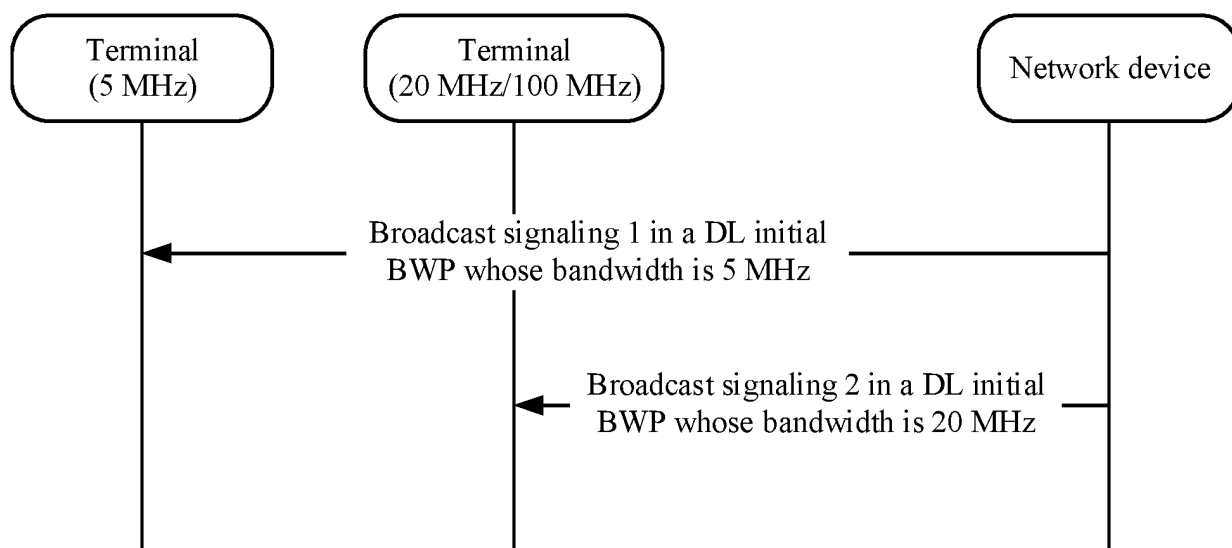 Terminal
(5 MHz)
Terminal
(20 MHz/100 MHz)
Network device
Broadcast signaling 1 in a DL initial
BWP whose bandwidth is 5 MHz
Broadcast signaling 2 in a DL initial
BWP whose bandwidth is 20 MHz